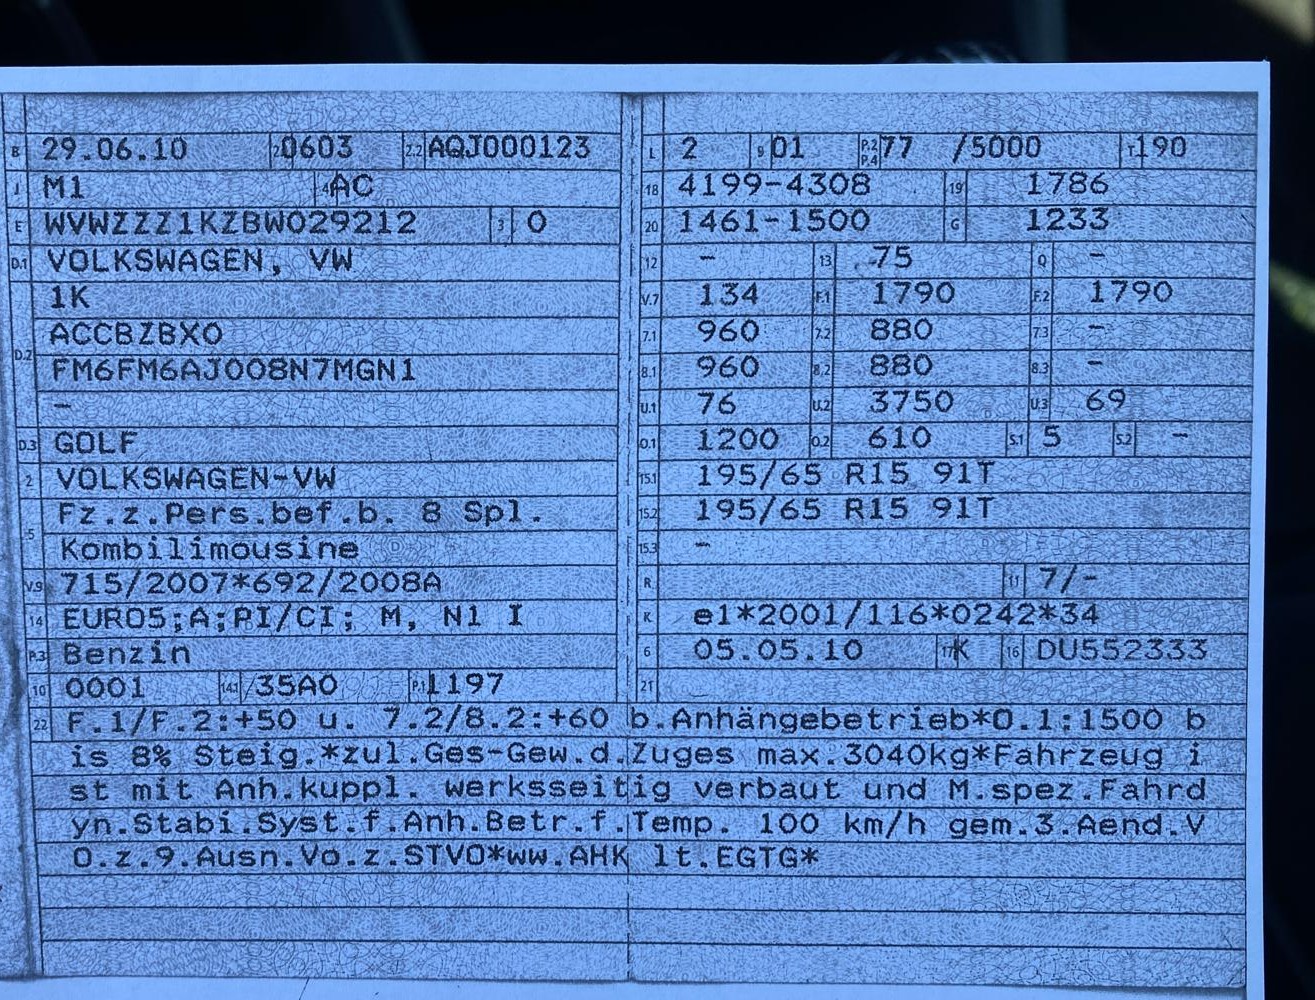 B 29.06.10 2.1 0603 2.2 AQJ000123
J M1 4 AC
E WVWZZZ1KZBW029212 3 0
D.1 VOLKSWAGEN, VW
D.2 1K
ACCBZBX0
FM6FM6AJ008N7MGN1
–
D.3 GOLF
2 VOLKSWAGEN-VW
5 Fz.z.Pers.bef.b. 8 Spl.
Kombilimousine
V.9 715/2007*692/2008A
14 EURO5;A;PI/CI; M, N1 I
P.3 Benzin
10 0001 14.1 35A0 P.1 1197
L 2 9 01 P.2 P.4 77 /5000 T 190
18 4199-4308 19 1786
20 1461-1500 G 1233
12 – 13 75 Q –
V.7 134 F.1 1790 F.2 1790
7.1 960 7.2 880 7.3 –
8.1 960 8.2 880 8.3 –
U.1 76 U.2 3750 U.3 69
O.1 1200 O.2 610 S.1 5 S.2 –
15.1 195/65 R15 91T
15.2 195/65 R15 91T
15.3 –
R 11 7/-
K e1*2001/116*0242*34
6 05.05.10 17 K 16 DU552333
21
22 F.1/F.2:+50 u. 7.2/8.2:+60 b.Anhängebetrieb*O.1:1500 b
is 8% Steig.*zul.Ges-Gew.d.Zuges max.3040kg*Fahrzeug i
st mit Anh.kuppl. werksseitig verbaut und M.spez.Fahrd
yn.Stabi.Syst.f.Anh.Betr.f.Temp. 100 km/h gem.3.Aend.V
O.z.9.Ausn.Vo.z.STVO*ww.AHK lt.EGTG*